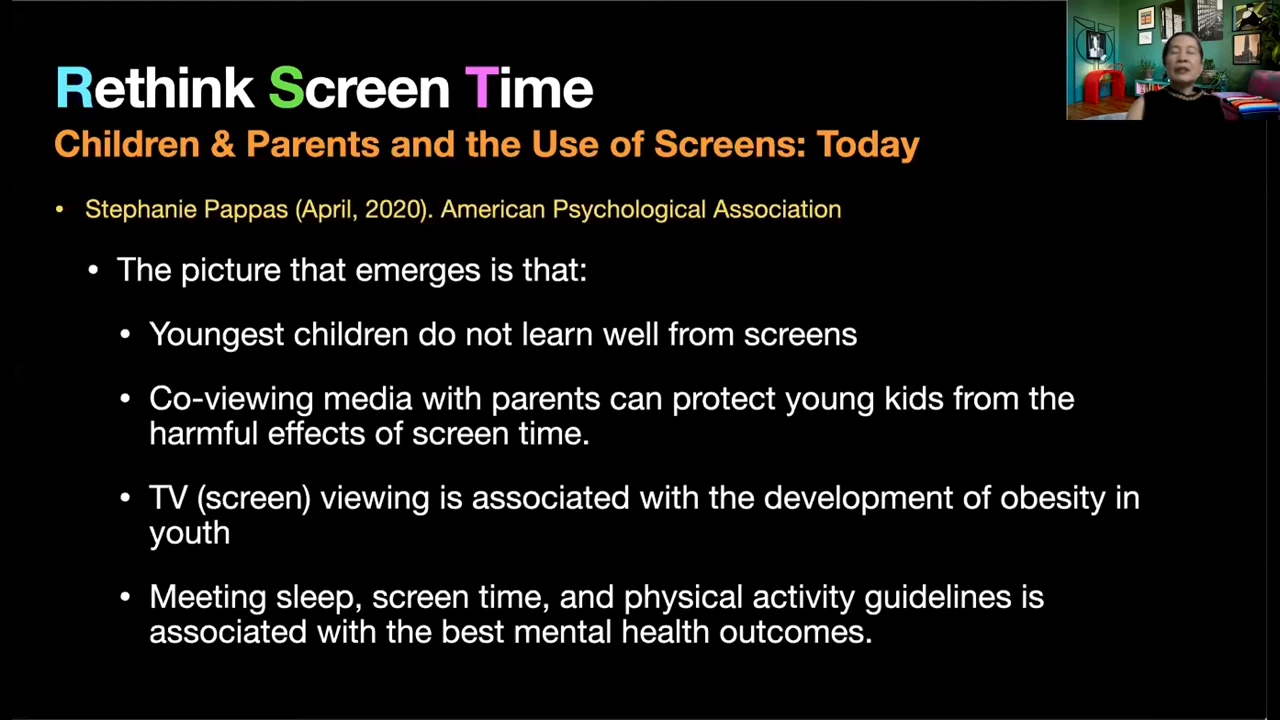 Rethink Screen Time
Children & Parents and the Use of Screens: Today
• Stephanie Pappas (April, 2020). American Psychological Association
• The picture that emerges is that:
• Youngest children do not learn well from screens
• Co-viewing media with parents can protect young kids from the
harmful effects of screen time.
• TV (screen) viewing is associated with the development of obesity in
youth
• Meeting sleep, screen time, and physical activity guidelines is
associated with the best mental health outcomes.